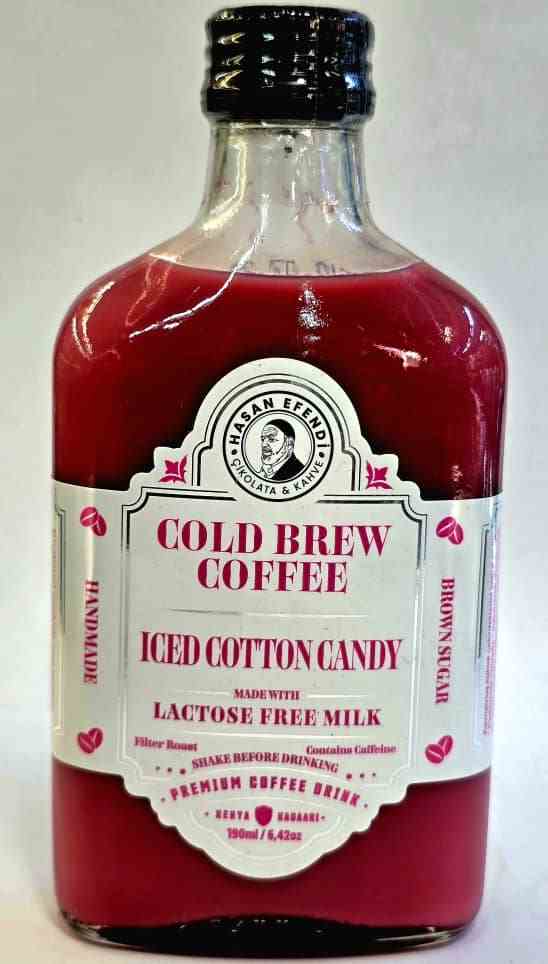 HASAN EFENDİ
ÇİKOLATA & KAHVE
COLD BREW
COFFEE
ICED COTTON CANDY
MADE WITH
LACTOSE FREE MILK
Filter Roast
Contains Caffeine
SHAKE BEFORE DRINKING
PREMIUM COFFEE DRINK
KENYA KABAARI
190ml / 6,42oz
HANDMADE
BROWN SUGAR